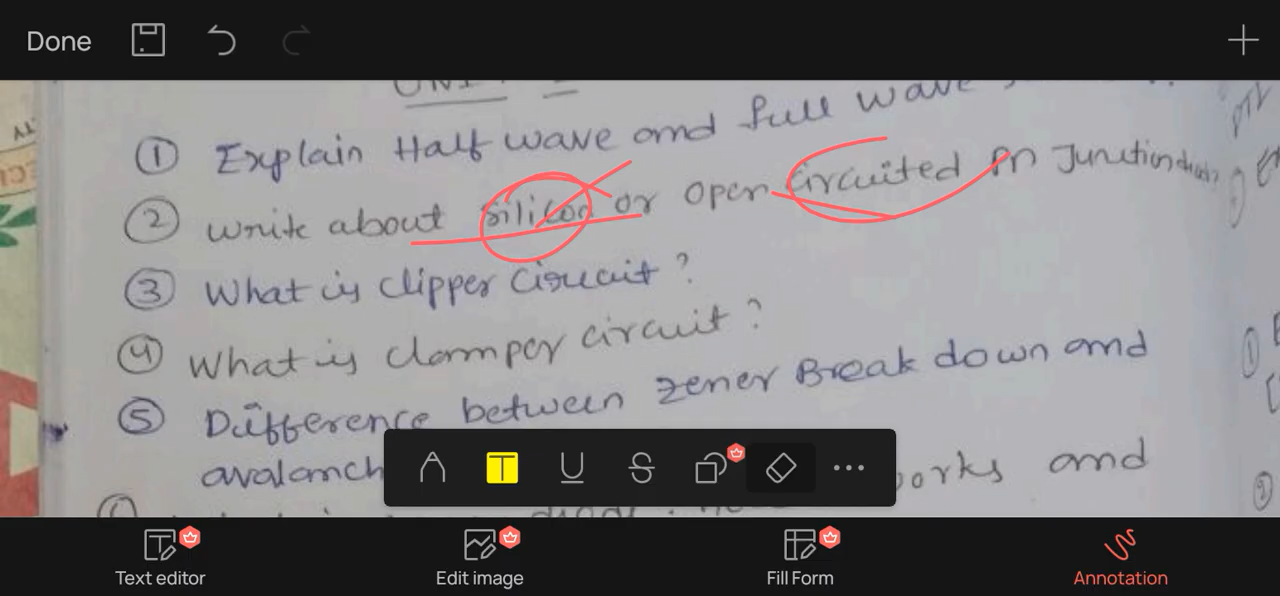 Done
① Explain Half wave and full wave
② write about silicon or open circuited PN Junction
③ What is clipper circuit ?
④ What is clamper circuit ?
⑤ Difference between zener Break down and
avalanch
orks and
Text editor
Edit image
Fill Form
Annotation